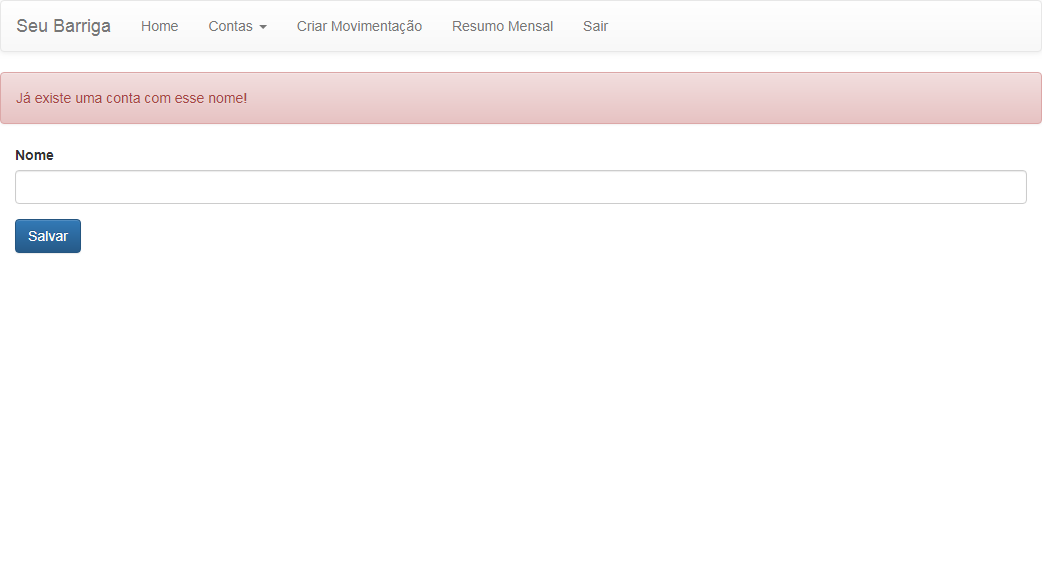 Seu Barriga Home Contas Criar Movimentação Resumo Mensal Sair
Já existe uma conta com esse nome!
Nome
Salvar